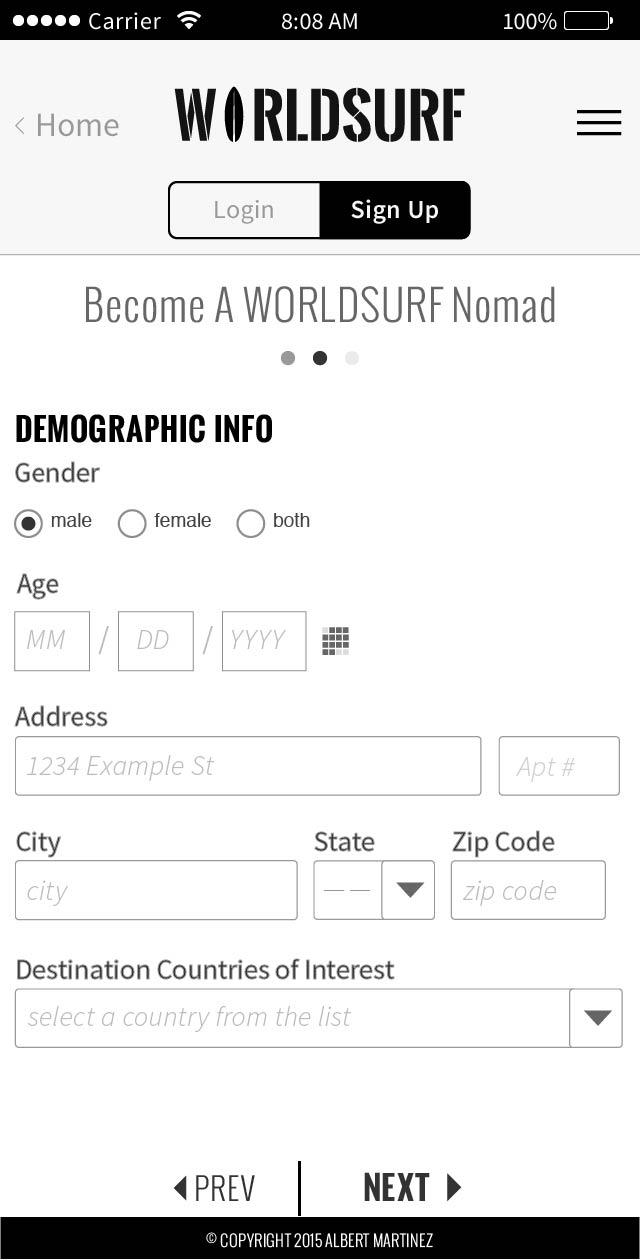 Carrier 8:08 AM 100%
< Home WORLDSURF
Login Sign Up
Become A WORLDSURF Nomad
DEMOGRAPHIC INFO
Gender
male female both
Age
MM / DD / YYYY
Address
1234 Example St Apt #
City State Zip Code
city — — zip code
Destination Countries of Interest
select a country from the list
PREV NEXT
© COPYRIGHT 2015 ALBERT MARTINEZ